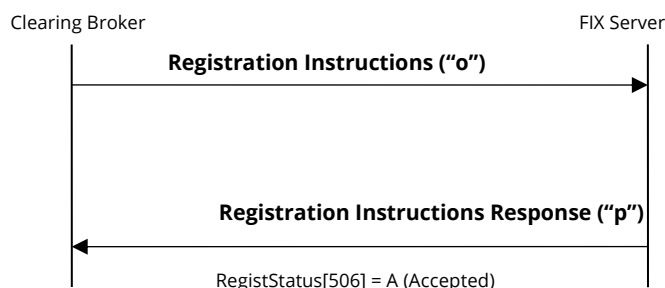 Clearing Broker
FIX Server
Registration Instructions (“o”)
Registration Instructions Response (“p”)
RegistStatus[506] = A (Accepted)